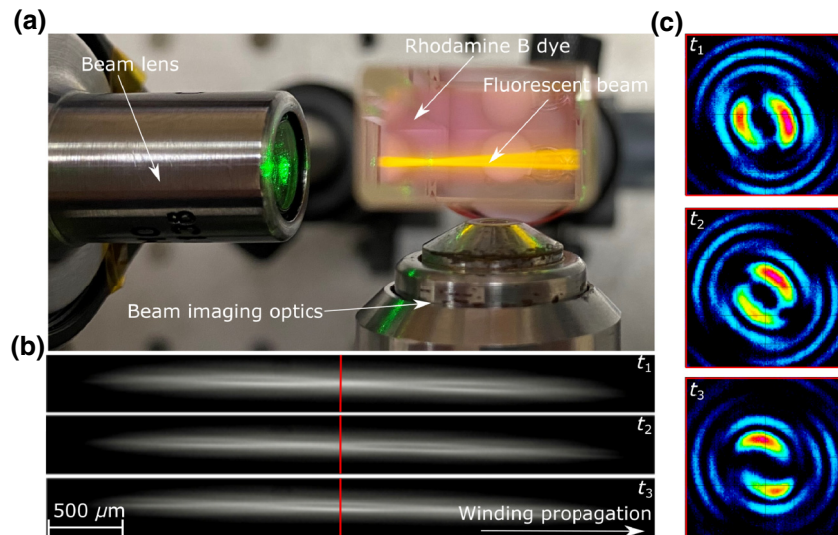 (a)
Beam lens
Rhodamine B dye
Fluorescent beam
Beam imaging optics
(b)
t1
t2
t3
500 µm
Winding propagation
(c)
t1
t2
t3